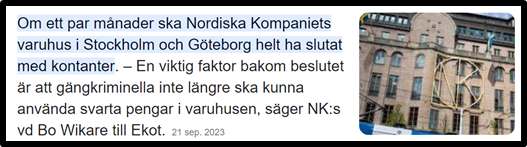 Om ett par månader ska Nordiska Kompaniets
varuhus i Stockholm och Göteborg helt ha slutat
med kontanter. – En viktig faktor bakom beslutet
är att gängkriminella inte längre ska kunna
använda svarta pengar i varuhusen, säger NK:s
vd Bo Wikare till Ekot. 21 sep. 2023
NK